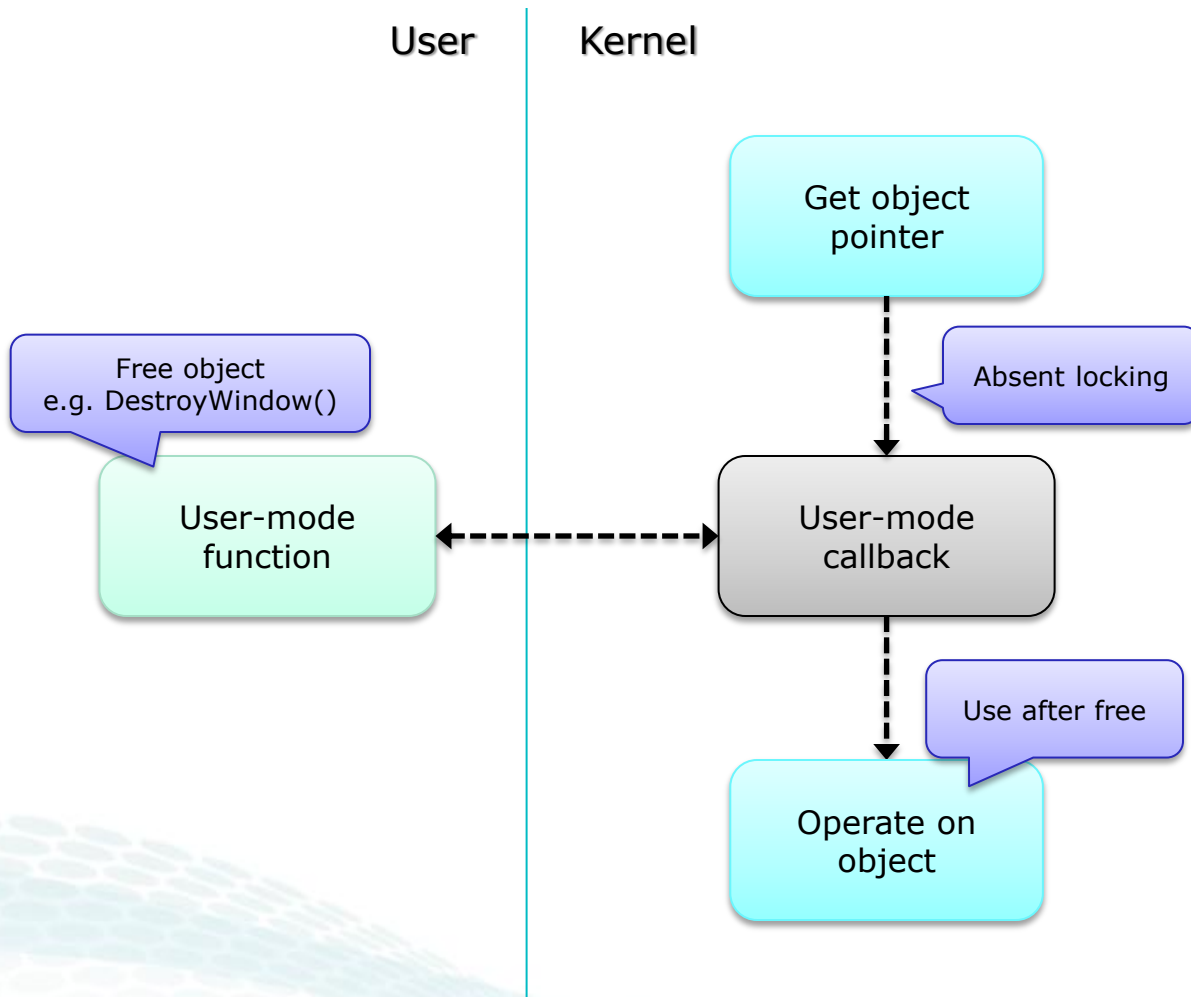 User
Kernel
Get object
pointer
Free object
e.g. DestroyWindow()
Absent locking
User-mode
function
User-mode
callback
Use after free
Operate on
object